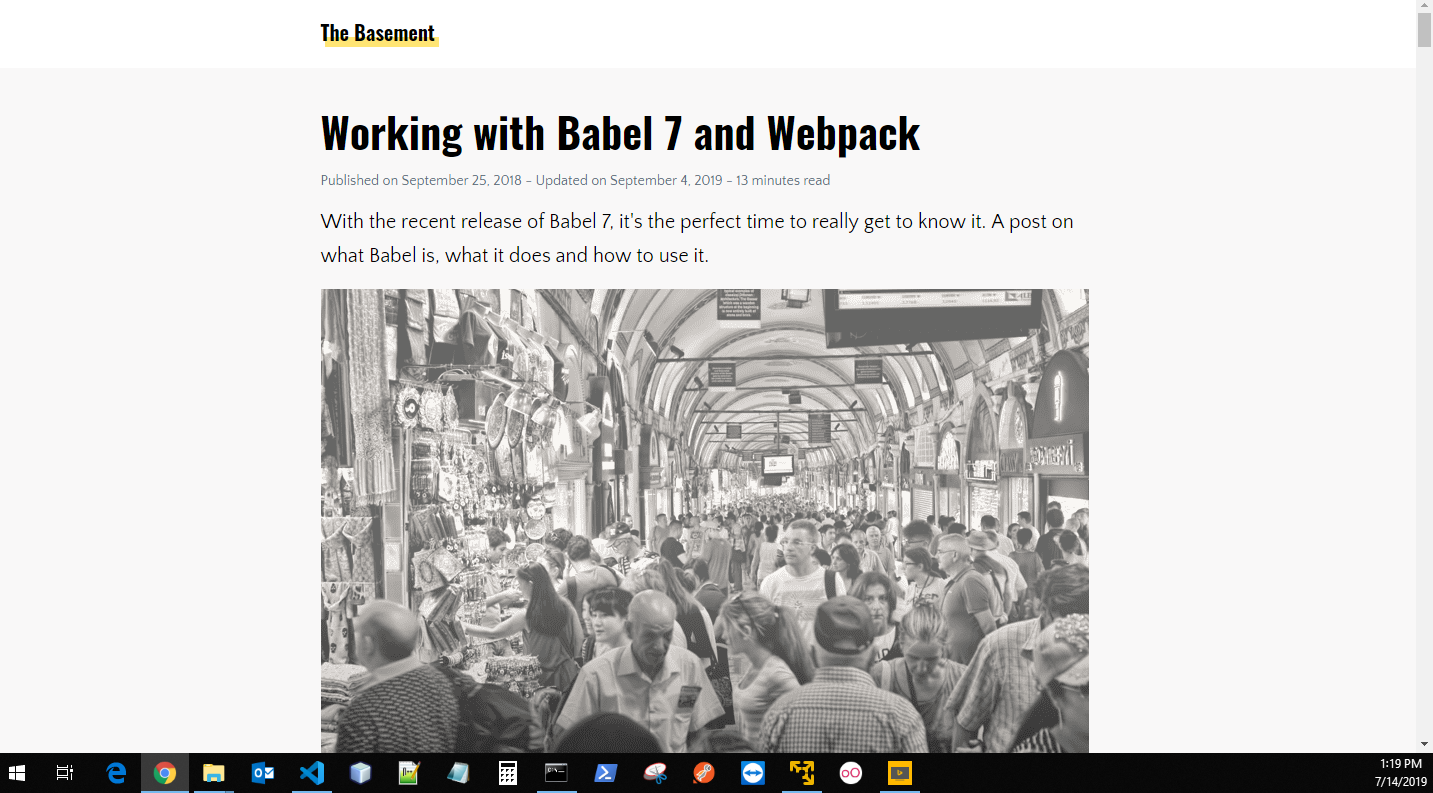 The Basement
Working with Babel 7 and Webpack
Published on September 25, 2018 – Updated on September 4, 2019 – 13 minutes read
With the recent release of Babel 7, it's the perfect time to really get to know it. A post on
what Babel is, what it does and how to use it.
1:19 PM
7/14/2019